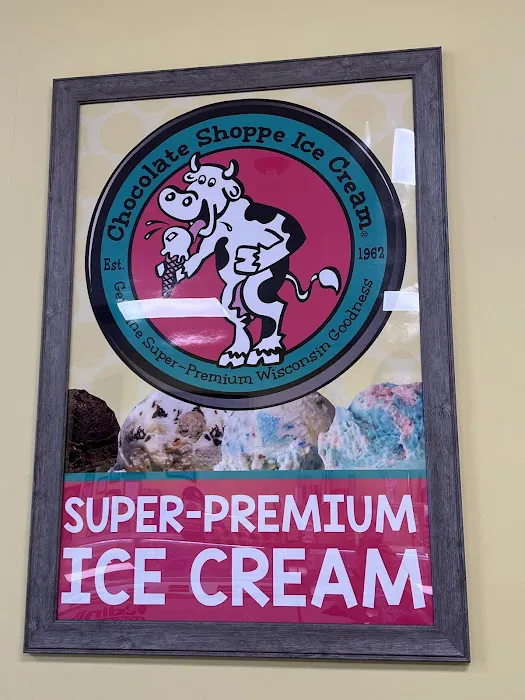 Chocolate Shoppe Ice Cream®
Est. 1962
Genuine Super-Premium Wisconsin Goodness
SUPER-PREMIUM
ICE CREAM